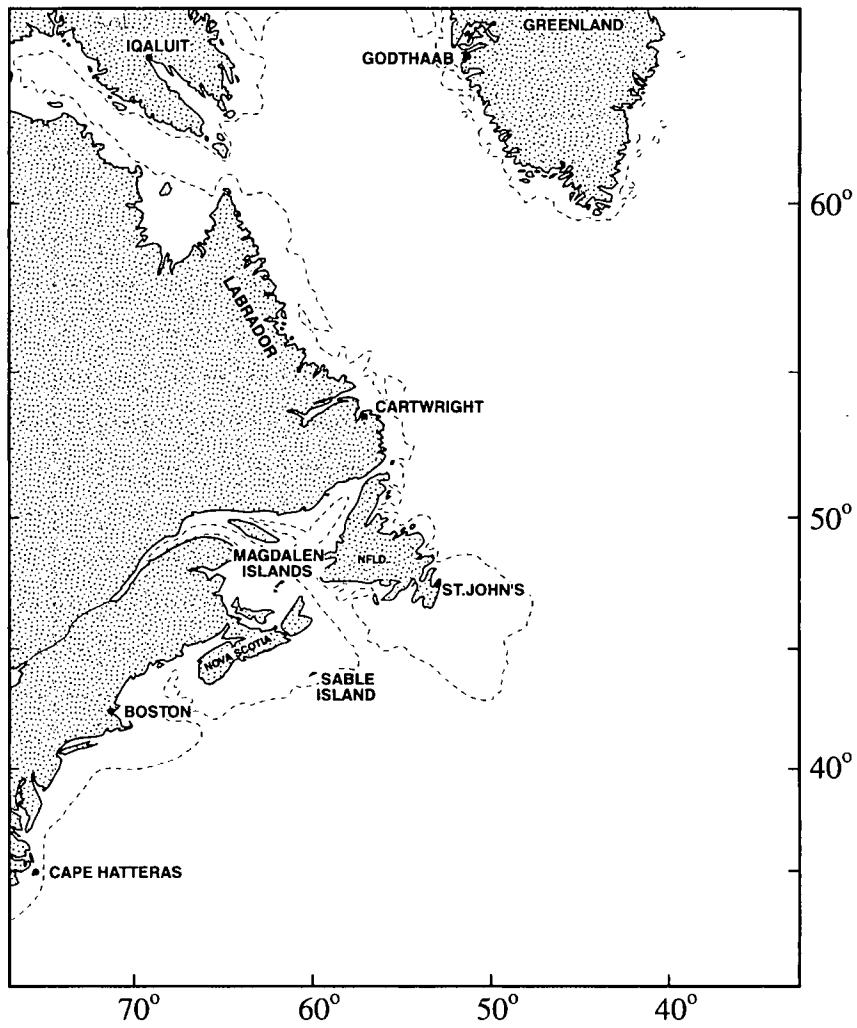 GREENLAND
IQALUIT
GODTHAAB
60°
LABRADOR
CARTWRIGHT
50°
MAGDALEN
ISLANDS
NFLD.
ST.JOHN'S
NOVA SCOTIA
SABLE
ISLAND
BOSTON
40°
CAPE HATTERAS
70°
60°
50°
40°